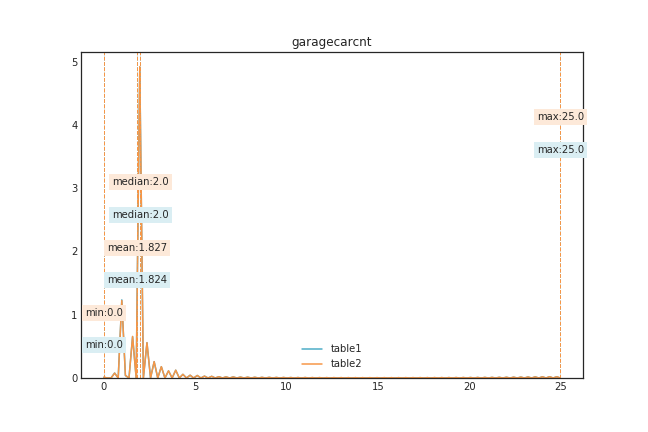 garagecarcnt
5
4
3
2
1
0
max:25.0
max:25.0
median:2.0
median:2.0
mean:1.827
mean:1.824
min:0.0
min:0.0
table1
table2
0
5
10
15
20
25